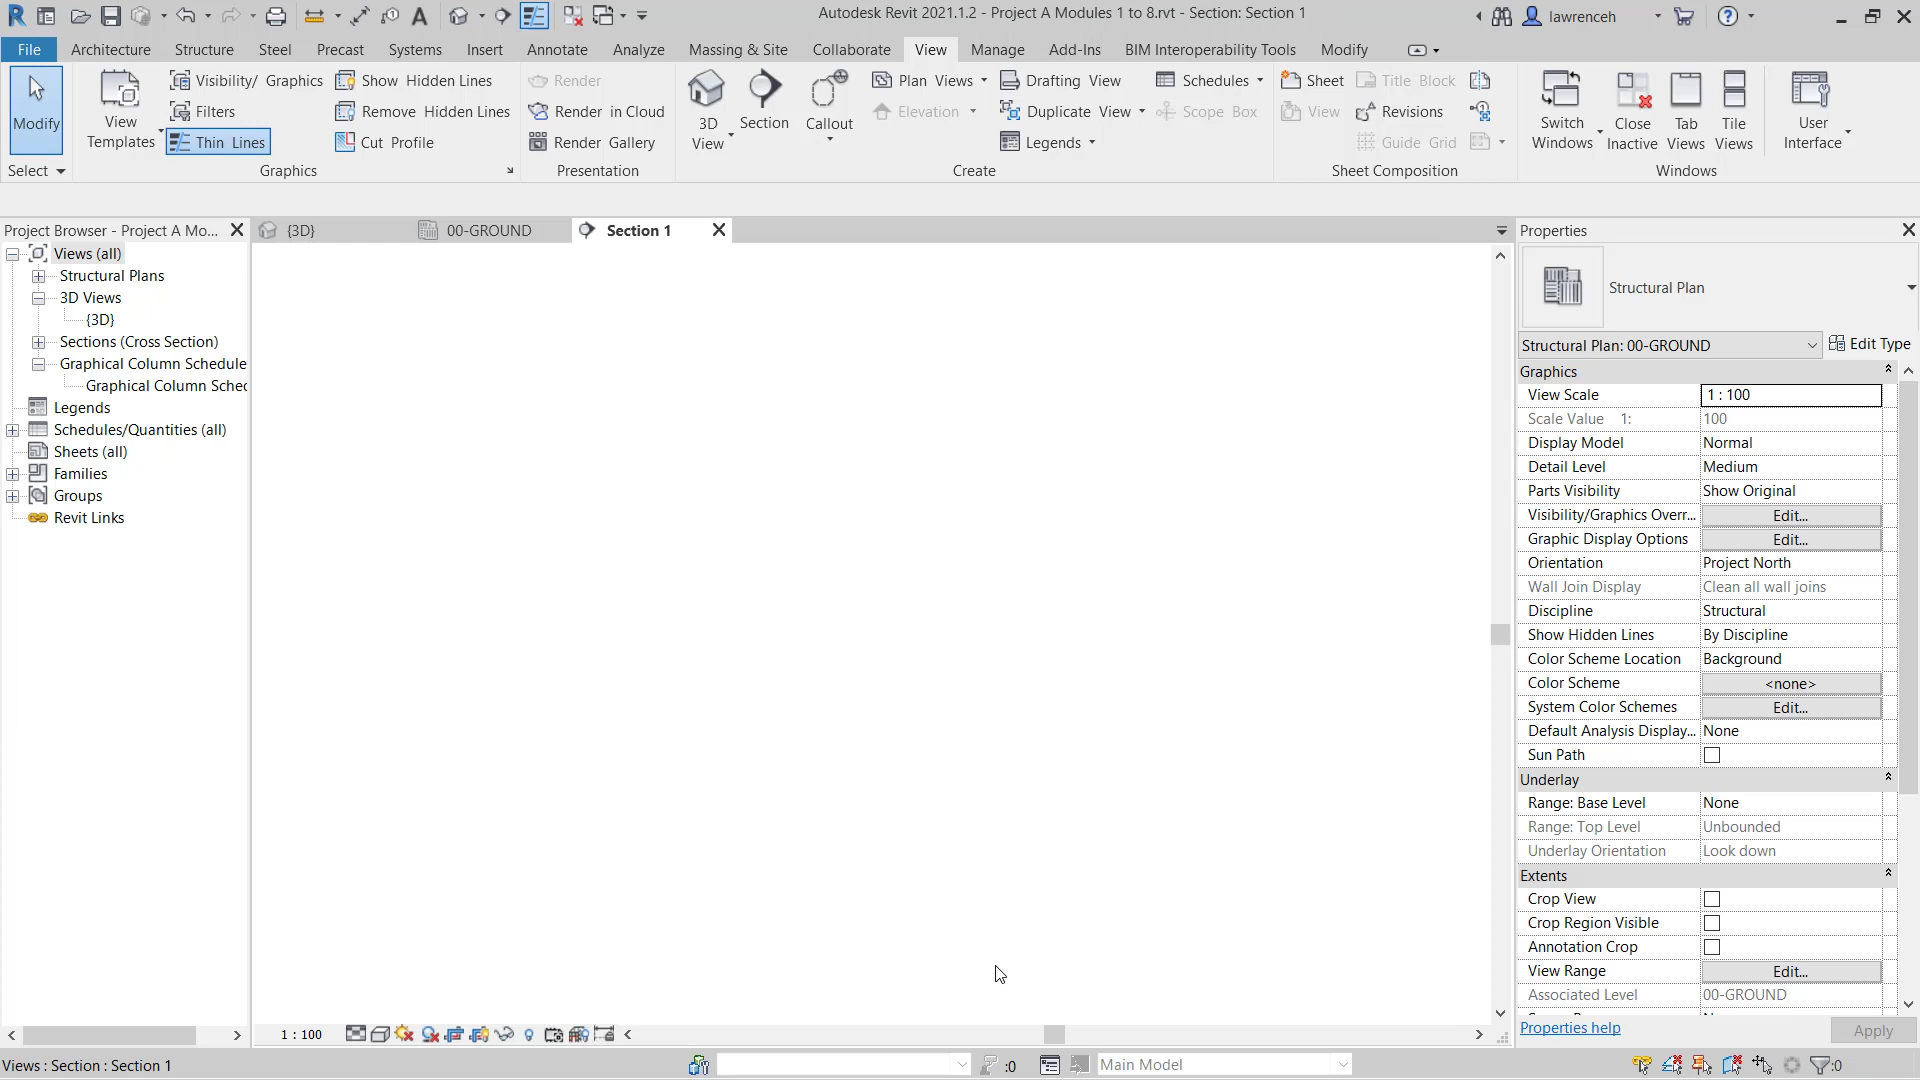 Autodesk Revit 2021.1.2 - Project A Modules 1 to 8.rvt - Section: Section 1
lawrenceh
File Architecture Structure Steel Precast Systems Insert Annotate Analyze Massing & Site Collaborate View Manage Add-Ins BIM Interoperability Tools Modify
Modify
View Templates
Visibility/ Graphics
Filters
Thin Lines
Show Hidden Lines
Remove Hidden Lines
Cut Profile
Render
Render in Cloud
Render Gallery
3D View
Section
Callout
Plan Views
Elevation
Drafting View
Duplicate View
Legends
Schedules
Scope Box
Sheet
View
Title Block
Revisions
Guide Grid
Switch Windows
Close Inactive
Tab Views
Tile Views
User Interface
Select
Graphics
Presentation
Create
Sheet Composition
Windows
Project Browser - Project A Mo...
{3D}
00-GROUND
Section 1
Views (all)
Structural Plans
3D Views
{3D}
Sections (Cross Section)
Graphical Column Schedule
Graphical Column Sched
Legends
Schedules/Quantities (all)
Sheets (all)
Families
Groups
Revit Links
Properties
Structural Plan
Structural Plan: 00-GROUND
Edit Type
Graphics
View Scale 1 : 100
Scale Value 1: 100
Display Model Normal
Detail Level Medium
Parts Visibility Show Original
Visibility/Graphics Overr... Edit...
Graphic Display Options Edit...
Orientation Project North
Wall Join Display Clean all wall joins
Discipline Structural
Show Hidden Lines By Discipline
Color Scheme Location Background
Color Scheme <none>
System Color Schemes Edit...
Default Analysis Display... None
Sun Path
Underlay
Range: Base Level None
Range: Top Level Unbounded
Underlay Orientation Look down
Extents
Crop View
Crop Region Visible
Annotation Crop
View Range Edit...
Associated Level 00-GROUND
Properties help
Apply
1 : 100
Views : Section : Section 1
:0
Main Model
:0